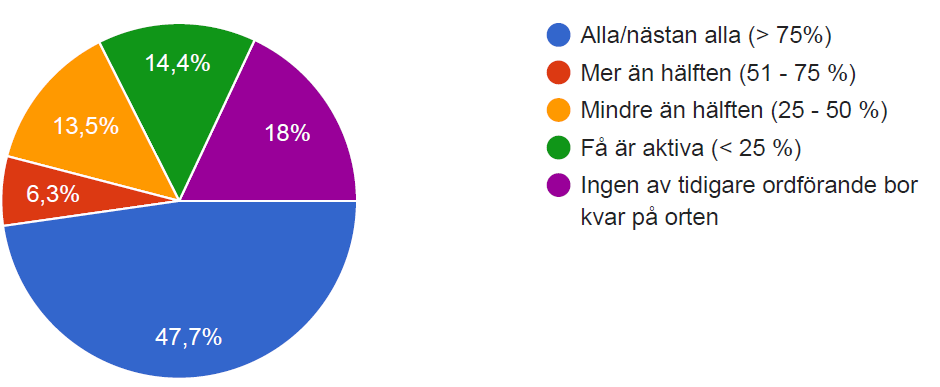 14,4%
18%
13,5%
6,3%
47,7%
Alla/nästan alla (> 75%)
Mer än hälften (51 - 75 %)
Mindre än hälften (25 - 50 %)
Få är aktiva (< 25 %)
Ingen av tidigare ordförande bor
kvar på orten